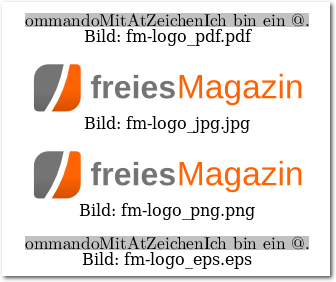 ommandoMitAtZeichenIch bin ein @.
Bild: fm-logo_pdf.pdf
freiesMagazin
Bild: fm-logo_jpg.jpg
freiesMagazin
Bild: fm-logo_png.png
ommandoMitAtZeichenIch bin ein @.
Bild: fm-logo_eps.eps